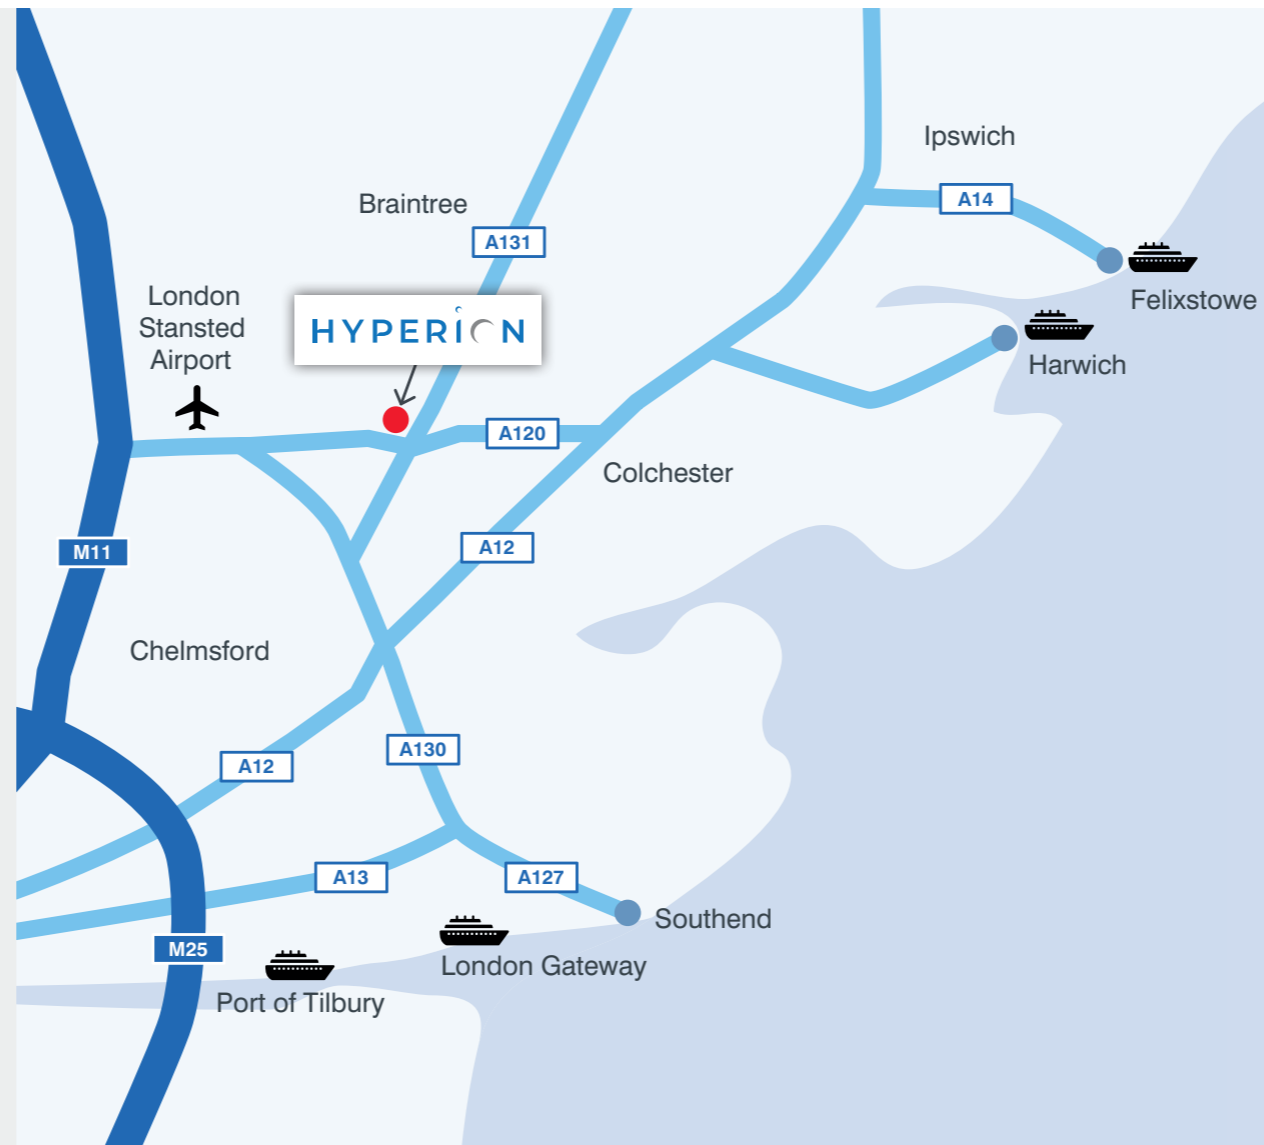 Ipswich
A14
Braintree
A131
London
Stansted
Airport
HYPERION
Felixstowe
Harwich
A120
Colchester
A12
M11
Chelmsford
A130
A12
A13
A127
Southend
M25
London Gateway
Port of Tilbury